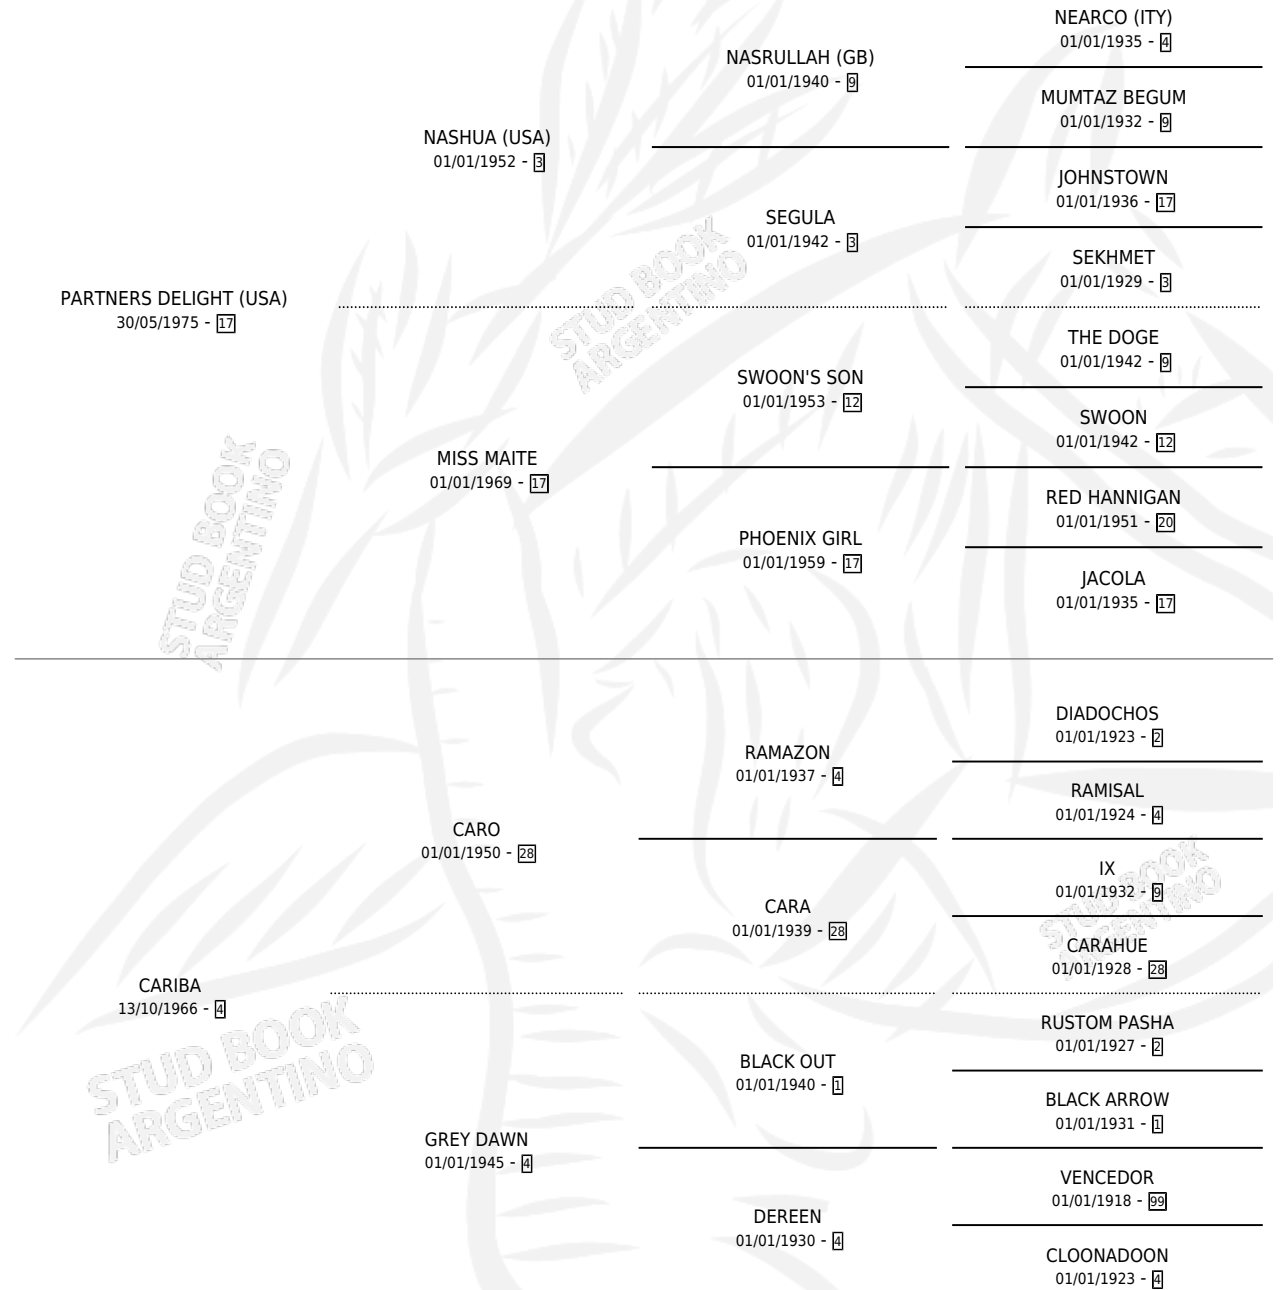 NEARCO (ITY)
01/01/1935 - 4
NASRULLAH (GB)
01/01/1940 - 9
MUMTAZ BEGUM
01/01/1932 - 9
NASHUA (USA)
01/01/1952 - 3
JOHNSTOWN
01/01/1936 - 17
SEGULA
01/01/1942 - 3
SEKHMET
01/01/1929 - 3
PARTNERS DELIGHT (USA)
30/05/1975 - 17
THE DOGE
01/01/1942 - 9
SWOON'S SON
01/01/1953 - 12
SWOON
01/01/1942 - 12
MISS MAITE
01/01/1969 - 17
RED HANNIGAN
01/01/1951 - 20
PHOENIX GIRL
01/01/1959 - 17
JACOLA
01/01/1935 - 17
DIADOCHOS
01/01/1923 - 2
RAMAZON
01/01/1937 - 4
RAMISAL
01/01/1924 - 4
CARO
01/01/1950 - 28
IX
01/01/1932 - 9
CARA
01/01/1939 - 28
CARAHUE
01/01/1928 - 28
CARIBA
13/10/1966 - 4
RUSTOM PASHA
01/01/1927 - 2
BLACK OUT
01/01/1940 - 1
BLACK ARROW
01/01/1931 - 1
GREY DAWN
01/01/1945 - 4
VENCEDOR
01/01/1918 - 99
DEREEN
01/01/1930 - 4
CLOONADOON
01/01/1923 - 4
STUD BOOK
ARGENTINO
STUD BOOK
ARGENTINO
STUD BOOK
ARGENTINO
STUD BOOK
ARGENTINO